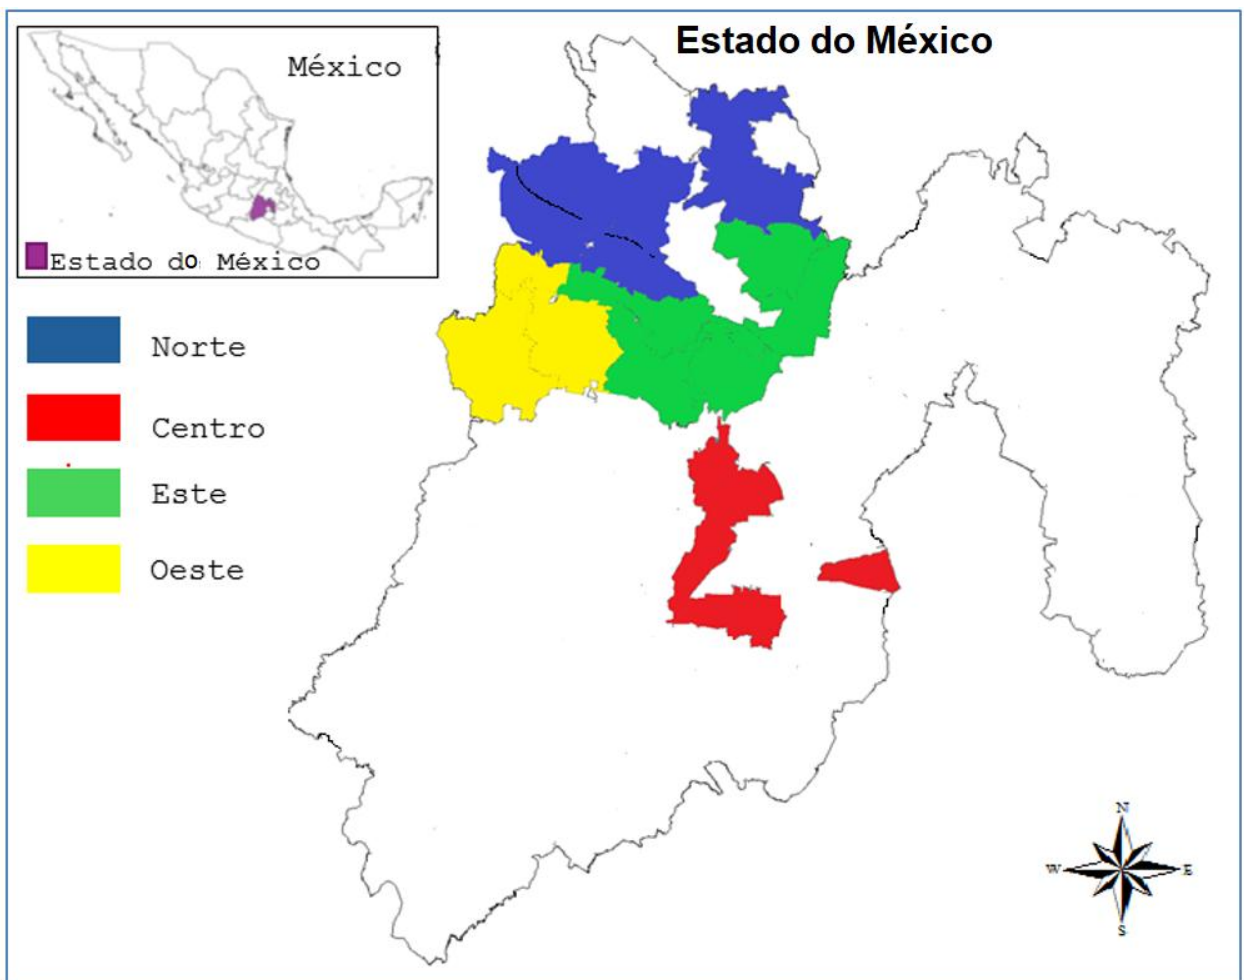 Estado do México
México
Estado do México
Norte
Centro
Este
Oeste
N
W E
S